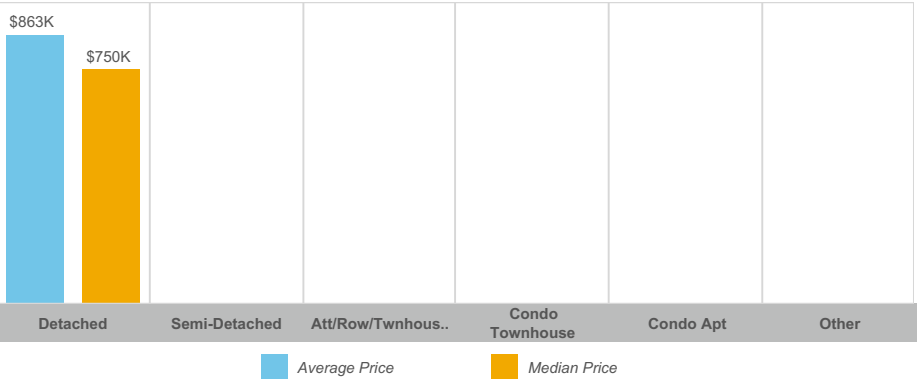 $863K
$750K
Detached
Semi-Detached
Att/Row/Twnhous..
Condo
Townhouse
Condo Apt
Other
Average Price
Median Price